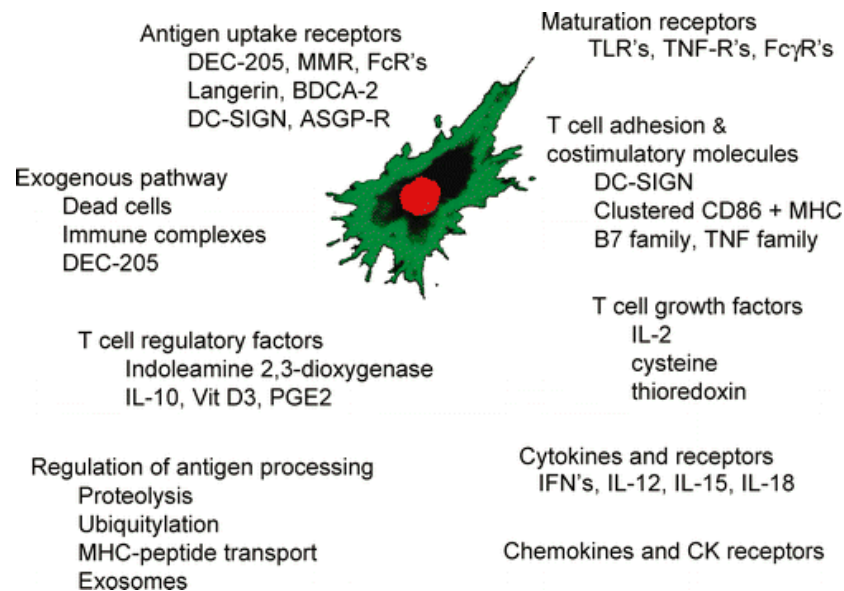 Antigen uptake receptors
DEC-205, MMR, FcR's
Langerin, BDCA-2
DC-SIGN, ASGP-R
Maturation receptors
TLR's, TNF-R's, FcγR's
T cell adhesion &
costimulatory molecules
DC-SIGN
Clustered CD86 + MHC
B7 family, TNF family
Exogenous pathway
Dead cells
Immune complexes
DEC-205
T cell growth factors
IL-2
cysteine
thioredoxin
T cell regulatory factors
Indoleamine 2,3-dioxygenase
IL-10, Vit D3, PGE2
Regulation of antigen processing
Proteolysis
Ubiquitylation
MHC-peptide transport
Exosomes
Cytokines and receptors
IFN's, IL-12, IL-15, IL-18
Chemokines and CK receptors